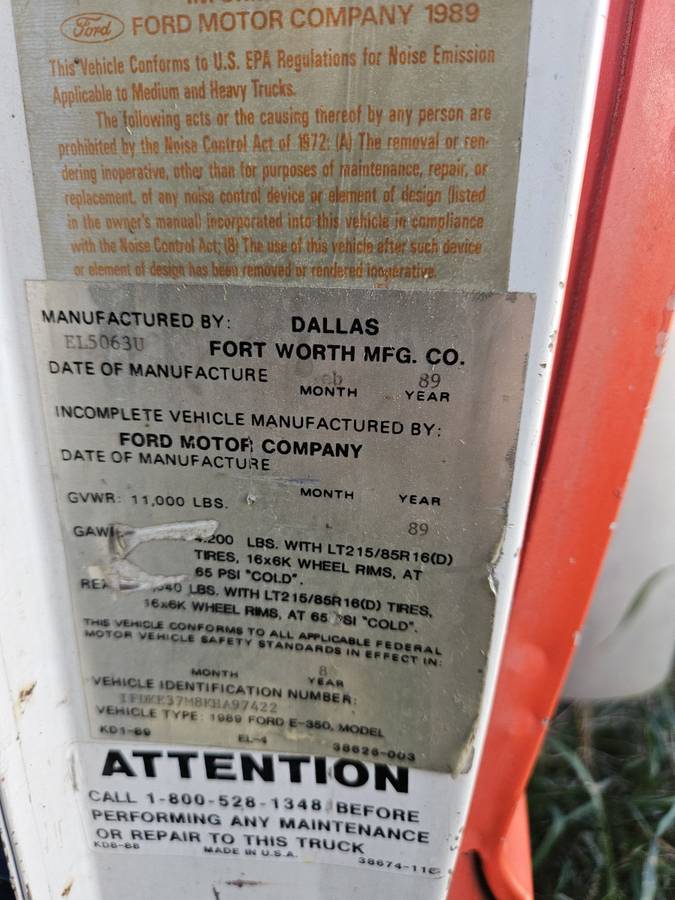 Ford FORD MOTOR COMPANY 1989
This Vehicle Conforms to U.S. EPA Regulations for Noise Emission
Applicable to Medium and Heavy Trucks.
The following acts or the causing thereof by any person are
prohibited by the Noise Control Act of 1972: (A) The removal or ren-
dering inoperative, other than for purposes of maintenance, repair, or
replacement, of any noise control device or element of design (listed
in the owner's manual) incorporated into this vehicle in compliance
with the Noise Control Act; (B) The use of this vehicle after such device
or element of design has been removed or rendered inoperative.
MANUFACTURED BY: DALLAS
EL5063U FORT WORTH MFG. CO.
DATE OF MANUFACTURE 89
MONTH YEAR
INCOMPLETE VEHICLE MANUFACTURED BY:
FORD MOTOR COMPANY
DATE OF MANUFACTURE
MONTH YEAR
GVWR: 11,000 LBS.
89
LBS. WITH LT215/85R16(D)
TIRES, 16x6K WHEEL RIMS, AT
65 PSI "COLD".
LBS. WITH LT215/85R16(D) TIRES,
16x6K WHEEL RIMS, AT 65 PSI "COLD".
THIS VEHICLE CONFORMS TO ALL APPLICABLE FEDERAL
MOTOR VEHICLE SAFETY STANDARDS IN EFFECT IN:
8
MONTH YEAR
VEHICLE IDENTIFICATION NUMBER:
1FDKE37M8KHA97422
VEHICLE TYPE: 1989 FORD E-350, MODEL
KD1-89 EL-4 38626-003
ATTENTION
CALL 1-800-528-1348 BEFORE
PERFORMING ANY MAINTENANCE
OR REPAIR TO THIS TRUCK
KD8-88 MADE IN U.S.A. 38674-11